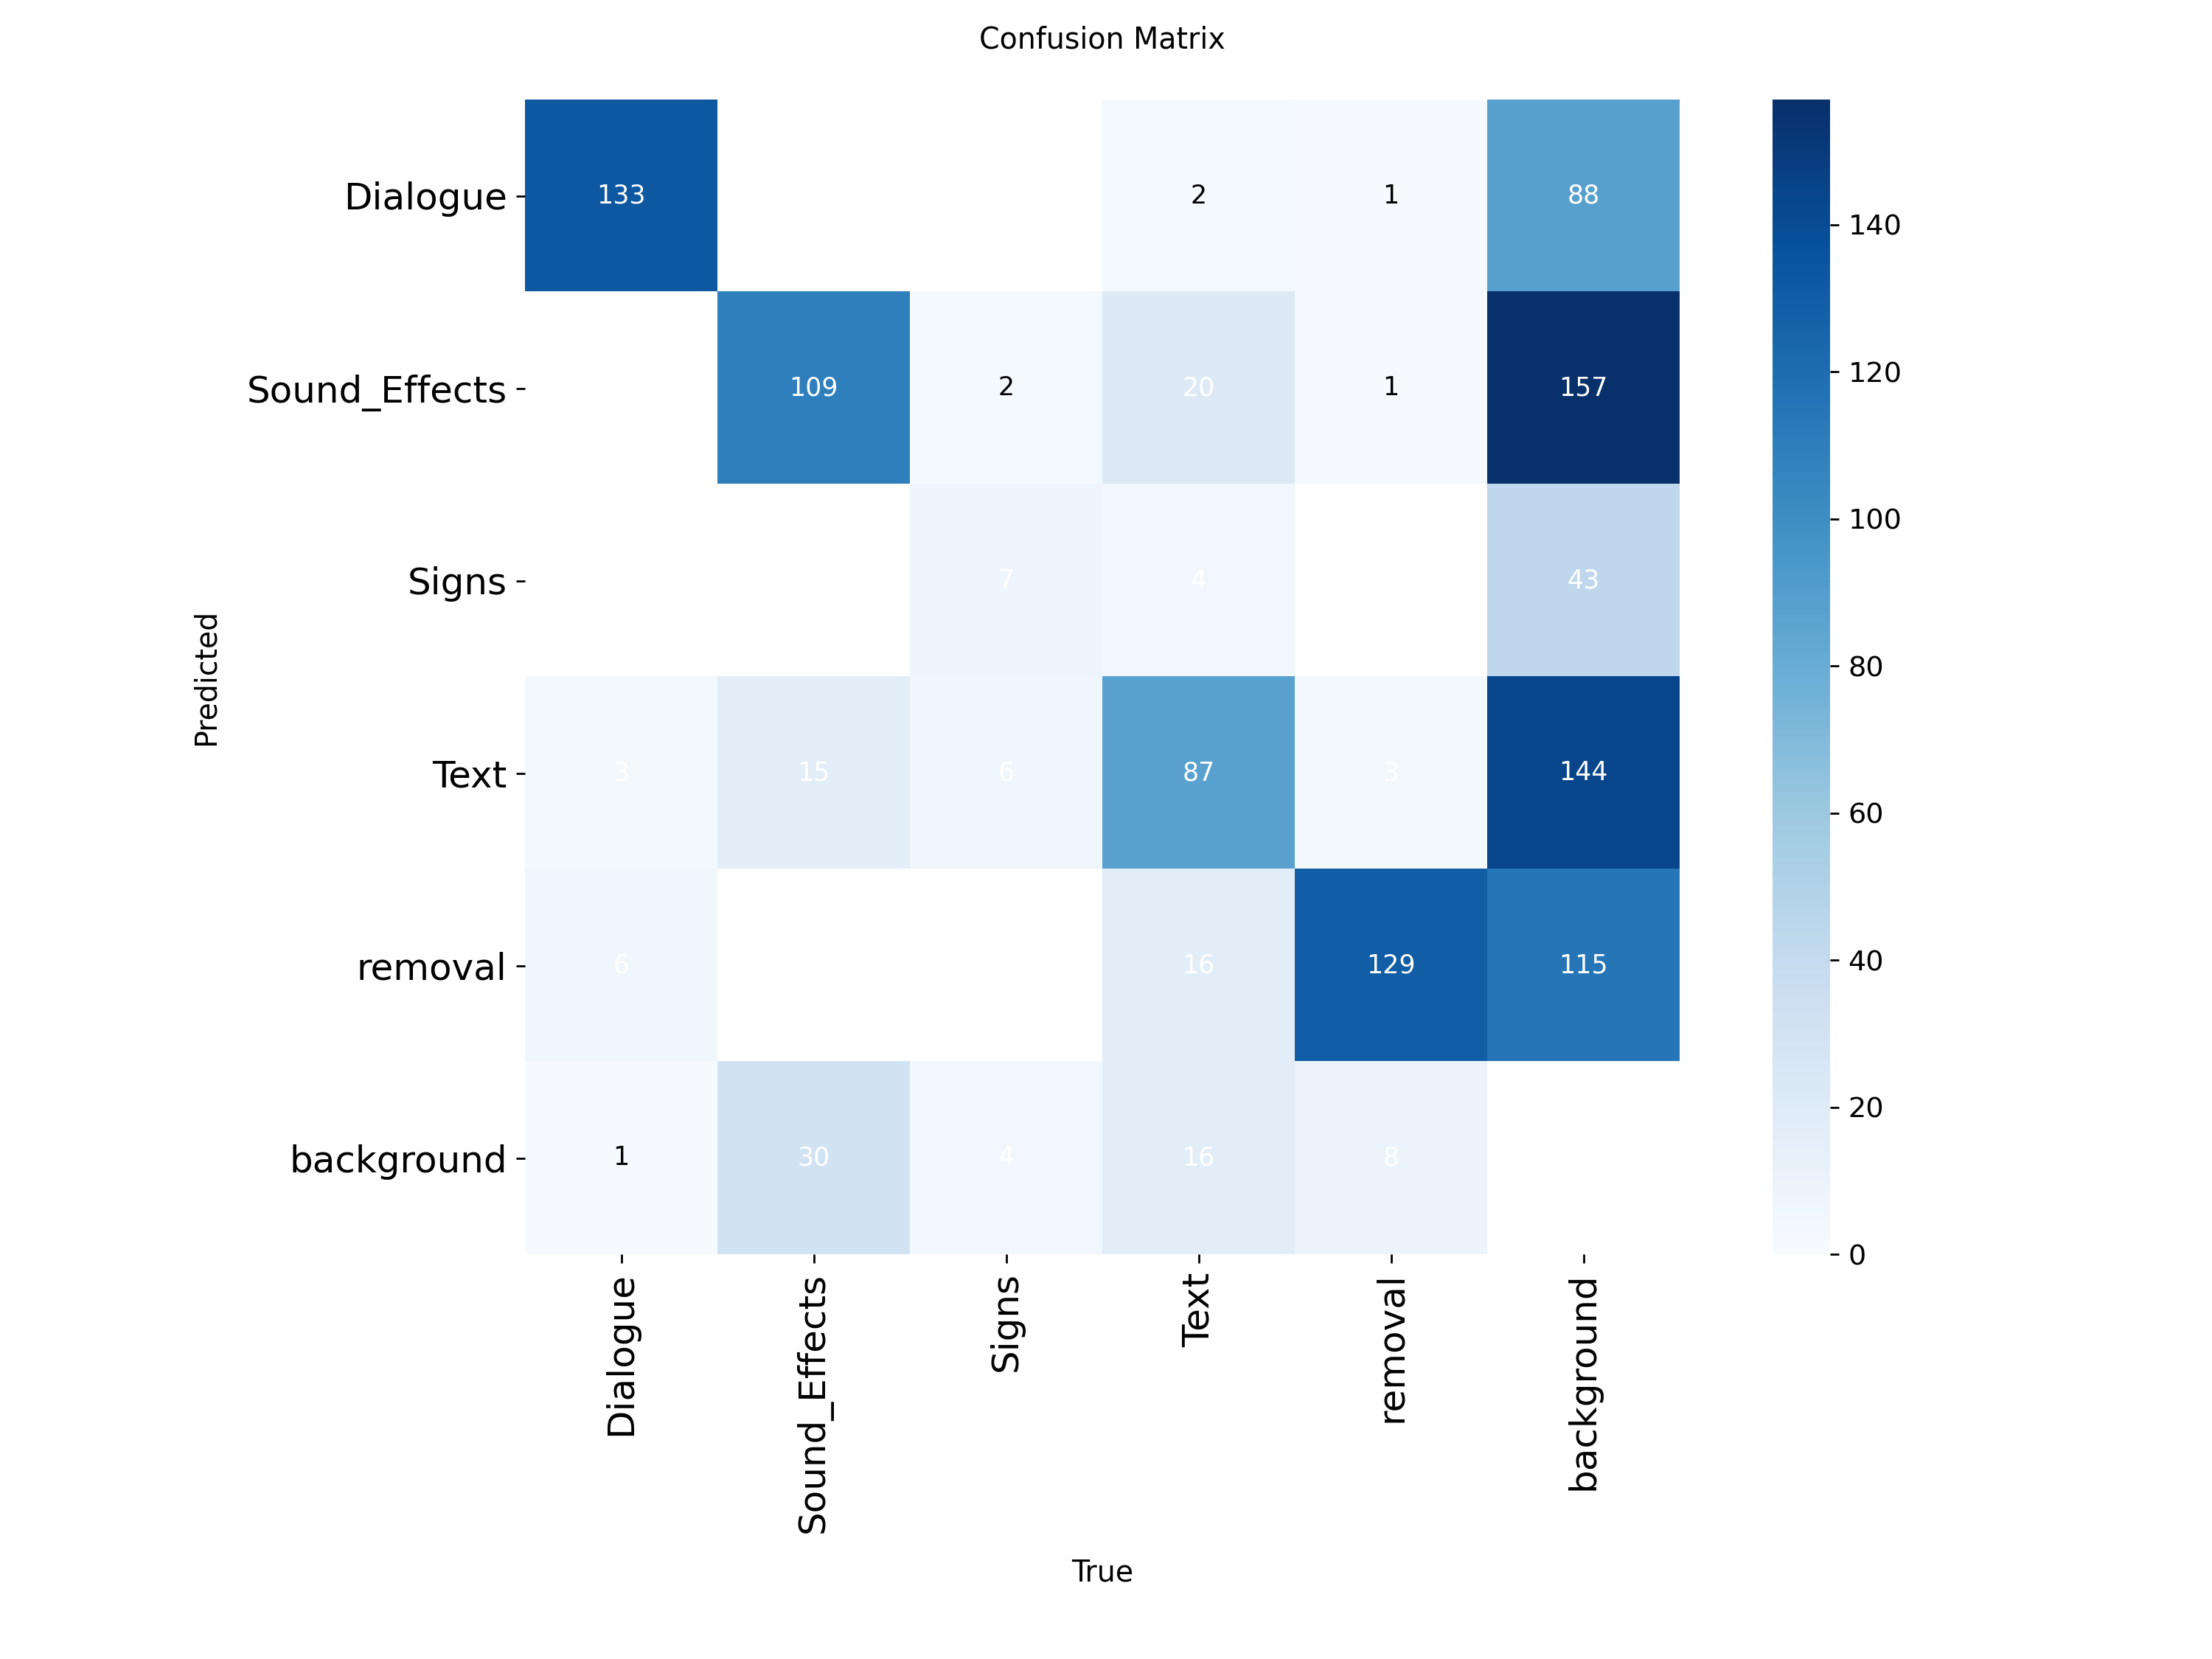 Confusion Matrix
Dialogue 133 2 1 88
Sound_Effects 109 2 20 1 157
Signs 7 4 43
Text 3 15 6 87 3 144
removal 6 16 129 115
background 1 30 4 16 8
Predicted
140
120
100
80
60
40
20
0
Dialogue Sound_Effects Signs Text removal background
True